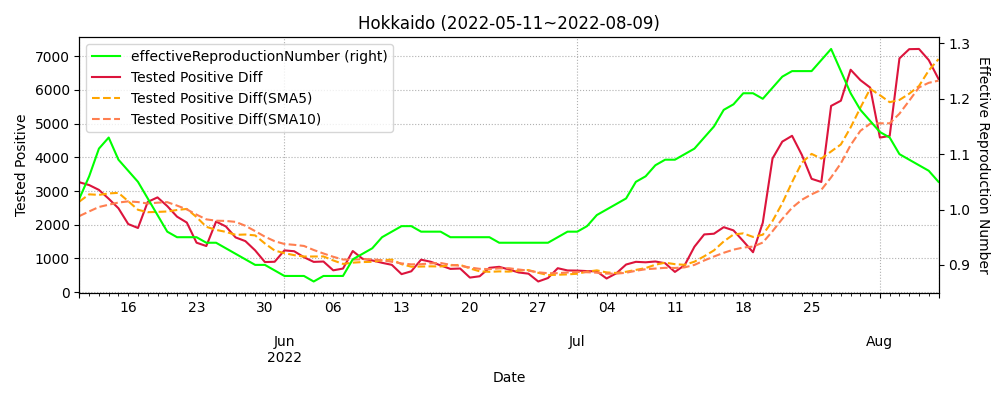 Hokkaido (2022-05-11~2022-08-09)
effectiveReproductionNumber (right)
Tested Positive Diff
Tested Positive Diff(SMA5)
Tested Positive Diff(SMA10)
Tested Positive
7000
6000
5000
4000
3000
2000
1000
0
1.3
1.2
1.1
1.0
0.9
Effective Reproduction Number
16 23 30 06 13 20 27 04 11 18 25
Jun Jul Aug
2022
Date